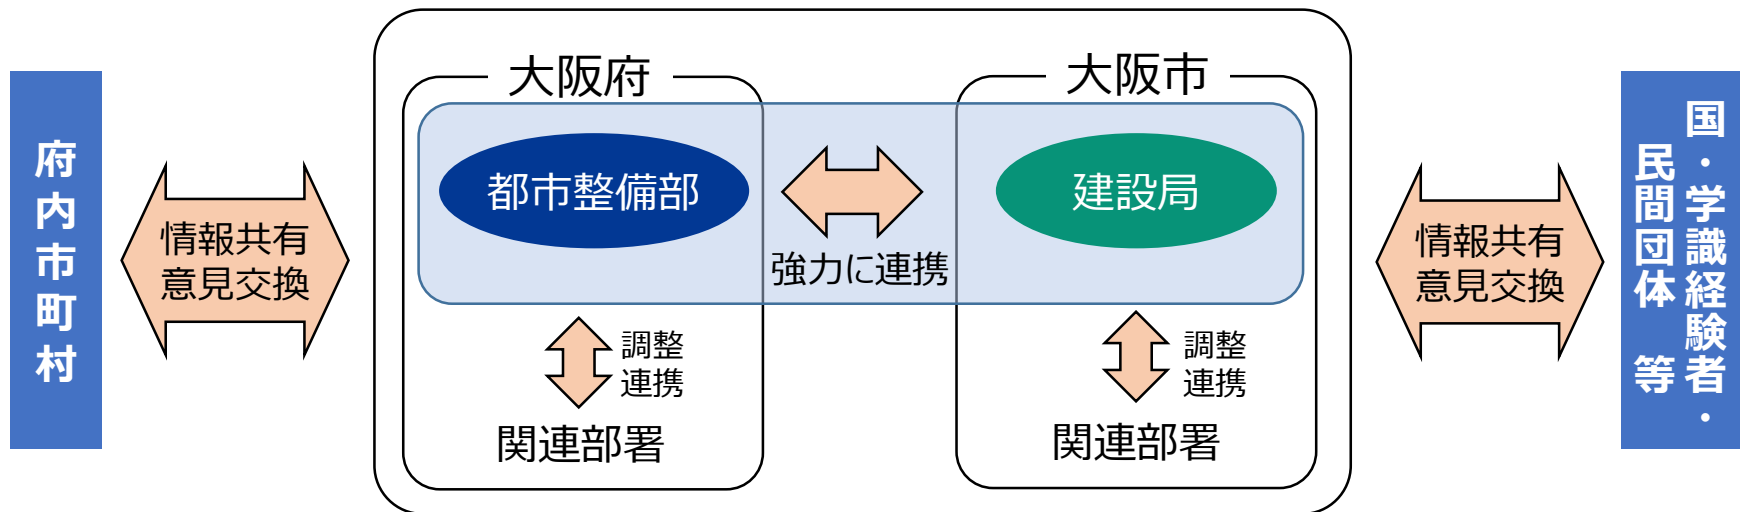 府内市町村
情報共有
意見交換
大阪府
都市整備部
調整
連携
関連部署
強力に連携
大阪市
建設局
調整
連携
関連部署
情報共有
意見交換
国・学識経験者・
民間団体　等